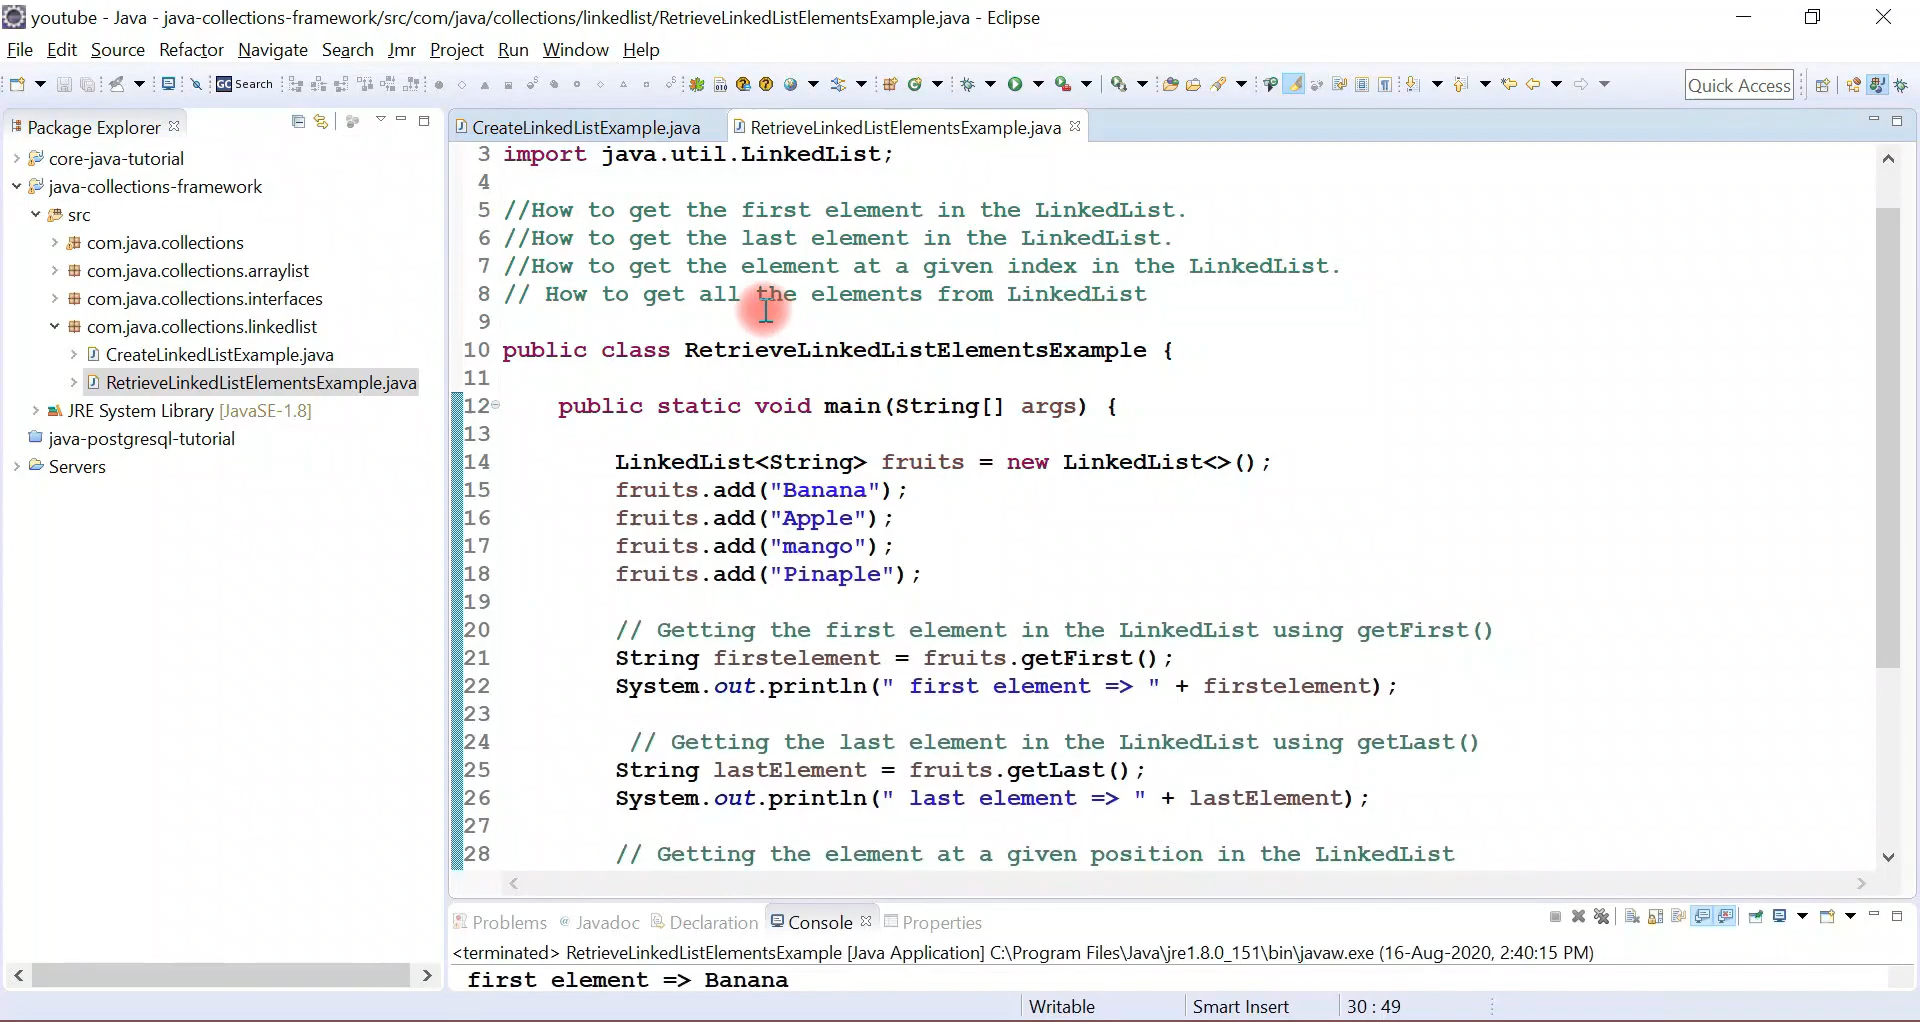 youtube - Java - java-collections-framework/src/com/java/collections/linkedlist/RetrieveLinkedListElementsExample.java - Eclipse
File Edit Source Refactor Navigate Search Jmr Project Run Window Help
GC Search
Quick Access
Package Explorer
core-java-tutorial
java-collections-framework
src
com.java.collections
com.java.collections.arraylist
com.java.collections.interfaces
com.java.collections.linkedlist
CreateLinkedListExample.java
RetrieveLinkedListElementsExample.java
JRE System Library [JavaSE-1.8]
java-postgresql-tutorial
Servers
CreateLinkedListExample.java RetrieveLinkedListElementsExample.java
3 import java.util.LinkedList;
4
5 //How to get the first element in the LinkedList.
6 //How to get the last element in the LinkedList.
7 //How to get the element at a given index in the LinkedList.
8 // How to get all the elements from LinkedList
9
10 public class RetrieveLinkedListElementsExample {
11
12 public static void main(String[] args) {
13
14 LinkedList<String> fruits = new LinkedList<>();
15 fruits.add("Banana");
16 fruits.add("Apple");
17 fruits.add("mango");
18 fruits.add("Pinaple");
19
20 // Getting the first element in the LinkedList using getFirst()
21 String firstelement = fruits.getFirst();
22 System.out.println(" first element => " + firstelement);
23
24 // Getting the last element in the LinkedList using getLast()
25 String lastElement = fruits.getLast();
26 System.out.println(" last element => " + lastElement);
27
28 // Getting the element at a given position in the LinkedList
Problems @ Javadoc Declaration Console Properties
<terminated> RetrieveLinkedListElementsExample [Java Application] C:\Program Files\Java\jre1.8.0_151\bin\javaw.exe (16-Aug-2020, 2:40:15 PM)
first element => Banana
Writable Smart Insert 30 : 49